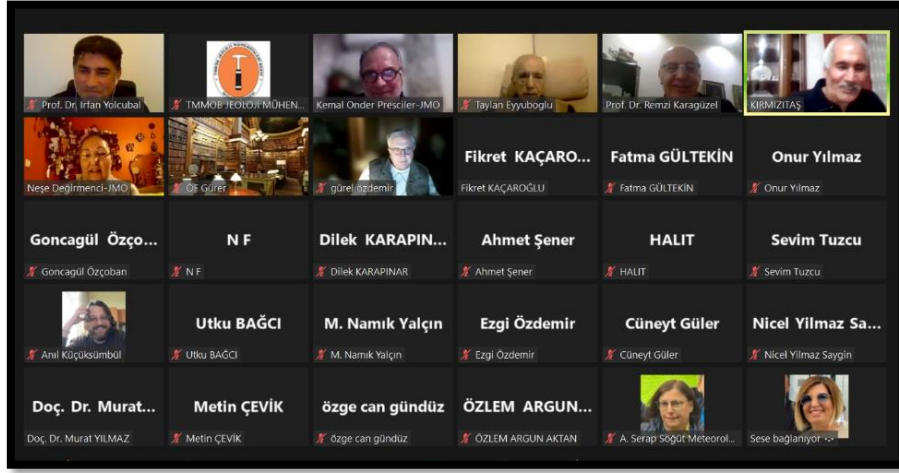 Prof. Dr. İrfan Yolcubal
TMMOB JEOLOJİ MÜHEN...
Kemal Onder Presciler-JMO
Taylan Eyyuboglu
Prof. Dr. Remzi Karagüzel
KIRMIZITAŞ
Neşe Değirmenci-JMO
ÖF Gürer
gürel özdemir
Fikret KAÇARO...
Fikret KAÇAROĞLU
Fatma GÜLTEKİN
Fatma GÜLTEKİN
Onur Yılmaz
Onur Yılmaz
Goncagül Özço...
Goncagül Özçoban
N F
N F
Dilek KARAPIN...
Dilek KARAPINAR
Ahmet Şener
Ahmet Şener
HALIT
HALIT
Sevim Tuzcu
Sevim Tuzcu
Anıl Küçüksümbül
Utku BAĞCI
Utku BAĞCI
M. Namık Yalçın
M. Namık Yalçın
Ezgi Özdemir
Ezgi Özdemir
Cüneyt Güler
Cüneyt Güler
Nicel Yilmaz Sa...
Nicel Yilmaz Saygin
Doç. Dr. Murat...
Doç. Dr. Murat YILMAZ
Metin ÇEVİK
Metin ÇEVİK
özge can gündüz
özge can gündüz
ÖZLEM ARGUN...
ÖZLEM ARGUN AKTAN
A. Serap Söğüt Meteorol...
Sese bağlanıyor